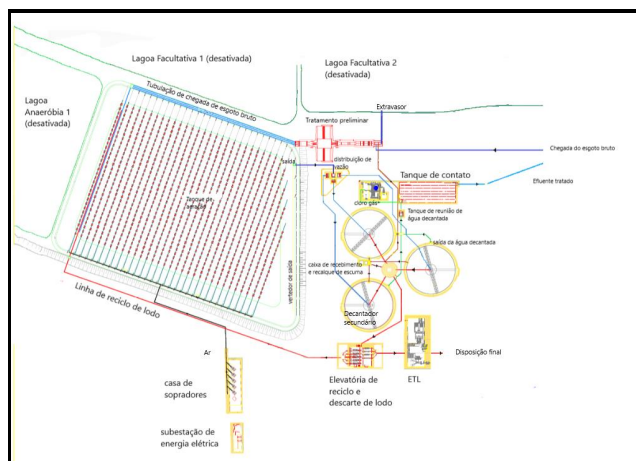 Lagoa Facultativa 1 (desativada)
Lagoa Facultativa 2
(desativada)
Tubulação de chegada de esgoto bruto
Lagoa
Anaeróbia 1
(desativada)
Extravasor
Tratamento preliminar
Chegada do esgoto bruto
saída
distribuição de
vazão
Tanque de contato
Efluente tratado
cloro gás
Tanque de
aeração
Tanque de reunião de
água decantada
saída da água decantada
caixa de recebimento
e recalque de escuma
vertedor de saída
Linha de reciclo de lodo
Decantador
secundário
Ar
Disposição final
casa de
sopradores
Elevatória de
reciclo e
descarte de lodo
ETL
subestação de
energia elétrica